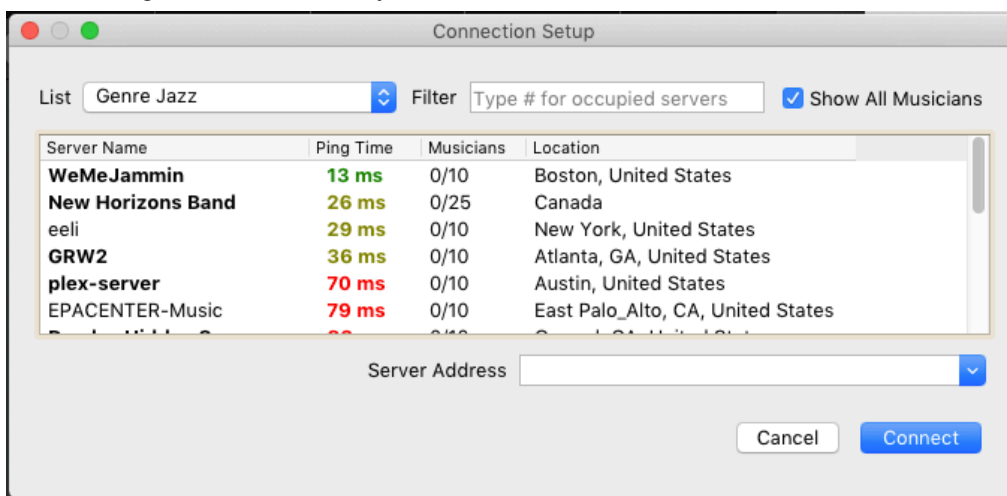 Connection Setup
List Genre Jazz Filter Type # for occupied servers Show All Musicians
Server Name Ping Time Musicians Location
WeMeJammin 13 ms 0/10 Boston, United States
New Horizons Band 26 ms 0/25 Canada
eeli 29 ms 0/10 New York, United States
GRW2 36 ms 0/10 Atlanta, GA, United States
plex-server 70 ms 0/10 Austin, United States
EPACENTER-Music 79 ms 0/10 East Palo_Alto, CA, United States
Server Address
Cancel Connect